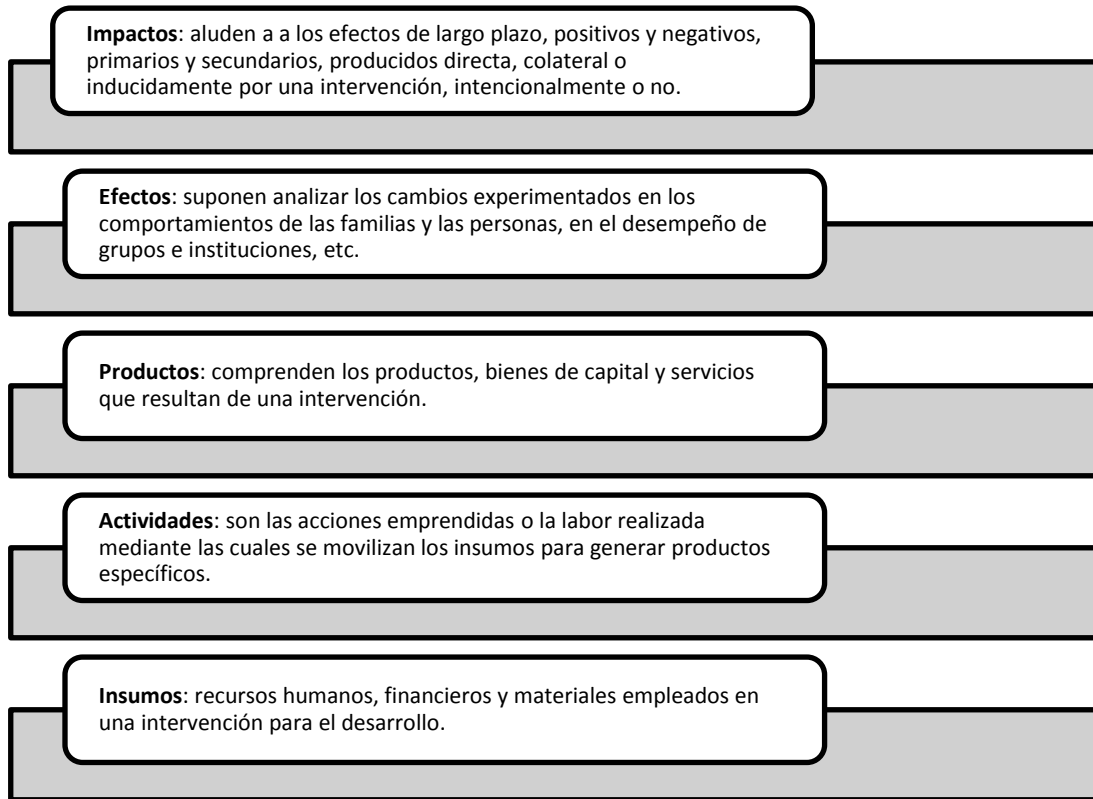 Impactos: aluden a a los efectos de largo plazo, positivos y negativos,
primarios y secundarios, producidos directa, colateral o
inducidamente por una intervención, intencionalmente o no.
Efectos: suponen analizar los cambios experimentados en los
comportamientos de las familias y las personas, en el desempeño de
grupos e instituciones, etc.
Productos: comprenden los productos, bienes de capital y servicios
que resultan de una intervención.
Actividades: son las acciones emprendidas o la labor realizada
mediante las cuales se movilizan los insumos para generar productos
específicos.
Insumos: recursos humanos, financieros y materiales empleados en
una intervención para el desarrollo.